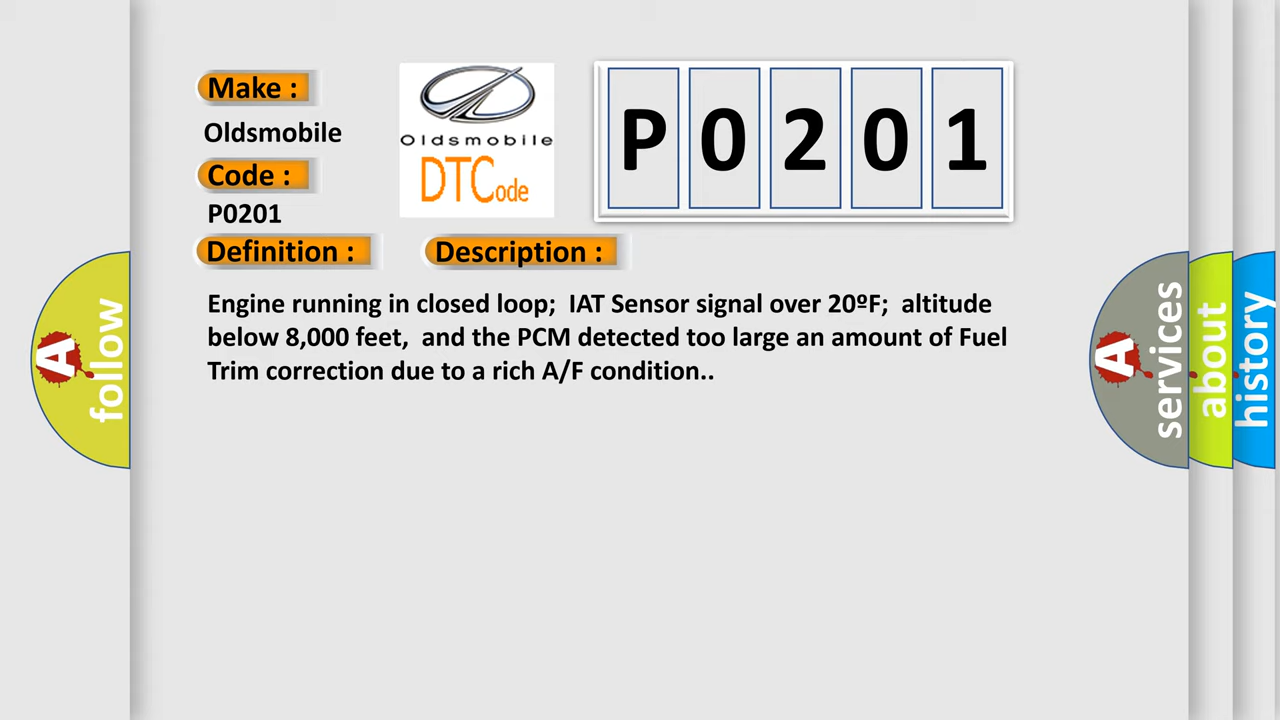 Make :
Oldsmobile
Code :
P0201
Oldsmobile
DTCode
P0201
Definition :
Description :
Engine running in closed loop;  IAT Sensor signal over 20ºF;  altitude
below 8,000 feet,  and the PCM detected too large an amount of Fuel
Trim correction due to a rich A/F condition..
A
follow
A
services
about
history